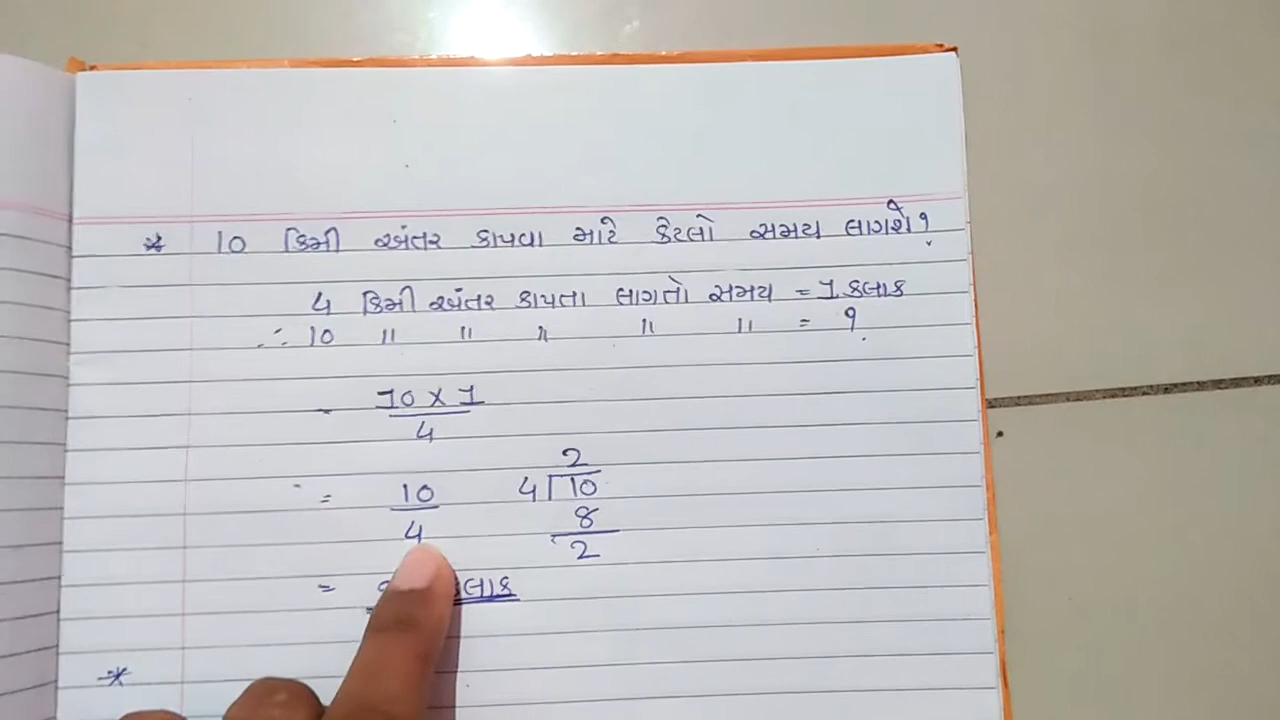 * 10 કિમી અંતર કાપવા માટે કેટલો સમય લાગશે?
4 કિમી અંતર કાપતા લાગતો સમય = 1 કલાક
∴ 10 " " " " " = ?
= 10 × 1
4
= 10
4
2
4 10
8
2
=
*